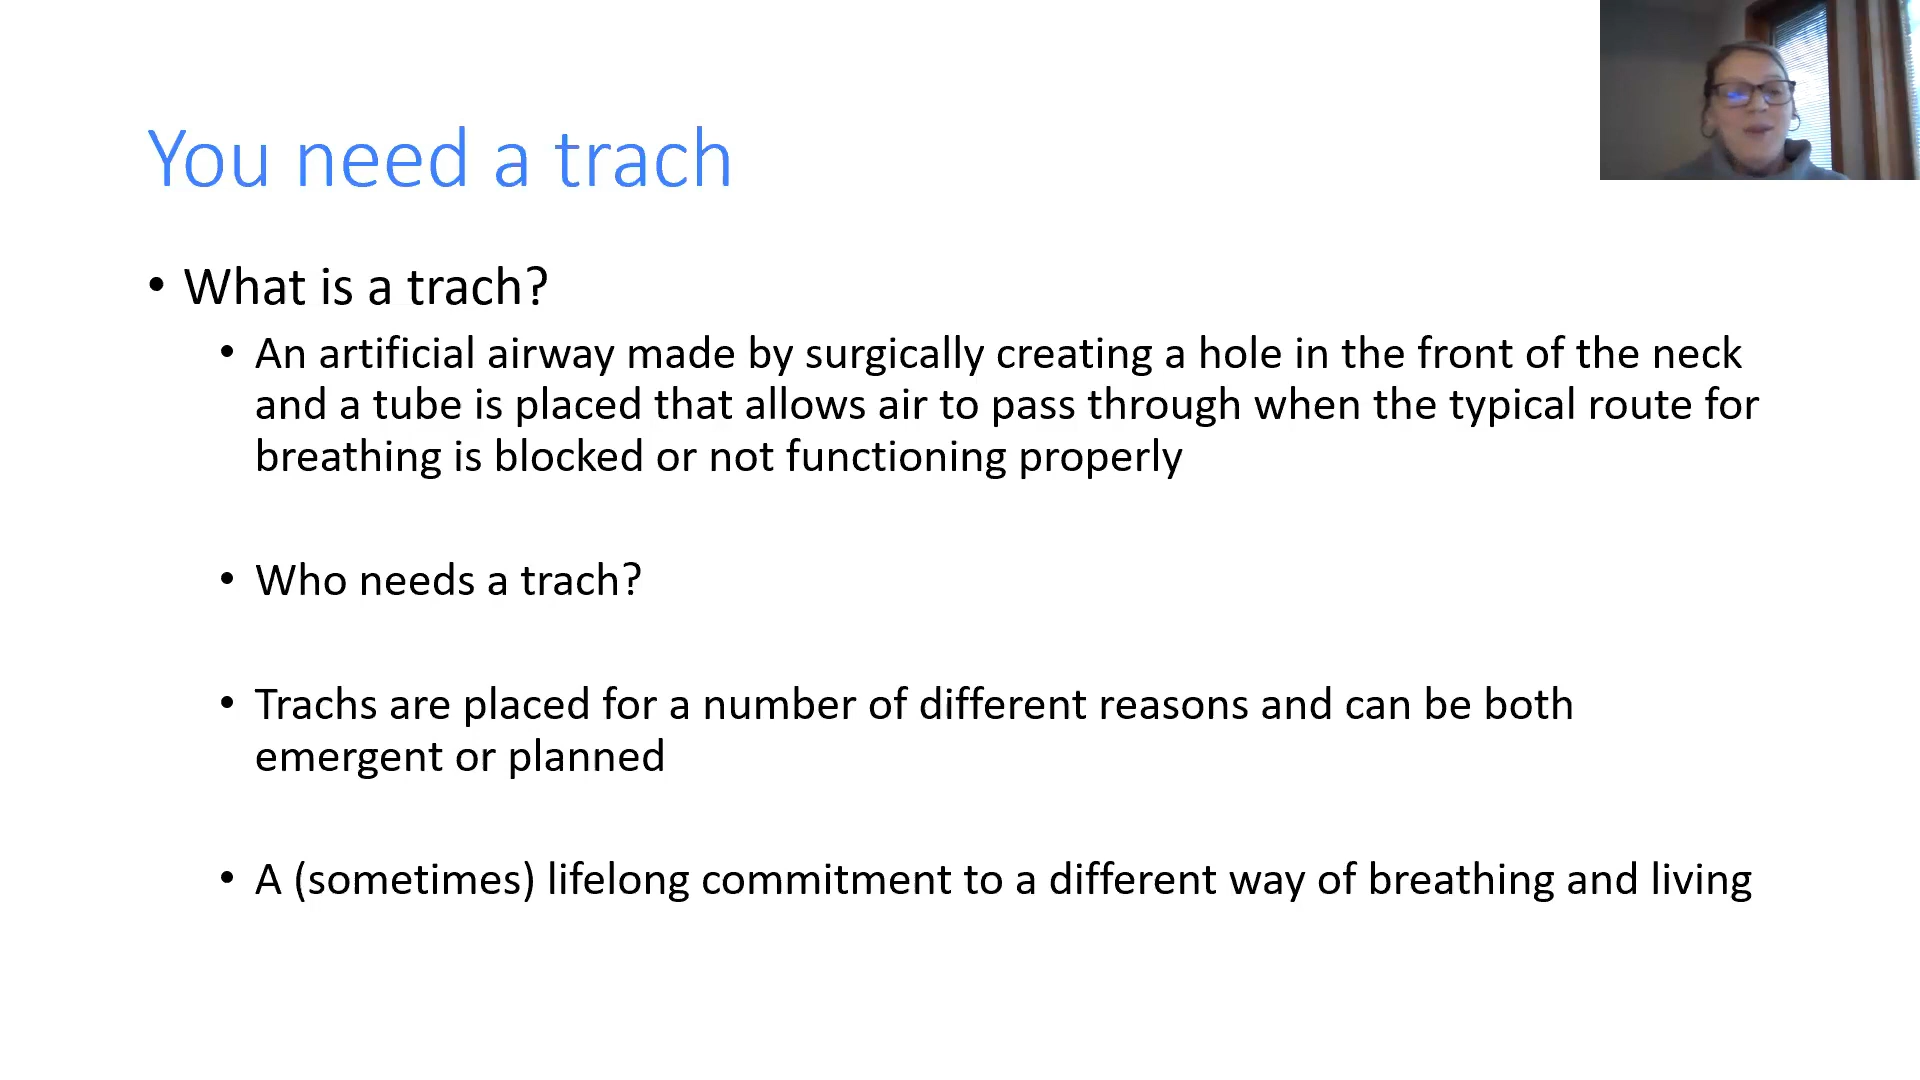 You need a trach
• What is a trach?
• An artificial airway made by surgically creating a hole in the front of the neck
and a tube is placed that allows air to pass through when the typical route for
breathing is blocked or not functioning properly
• Who needs a trach?
• Trachs are placed for a number of different reasons and can be both
emergent or planned
• A (sometimes) lifelong commitment to a different way of breathing and living